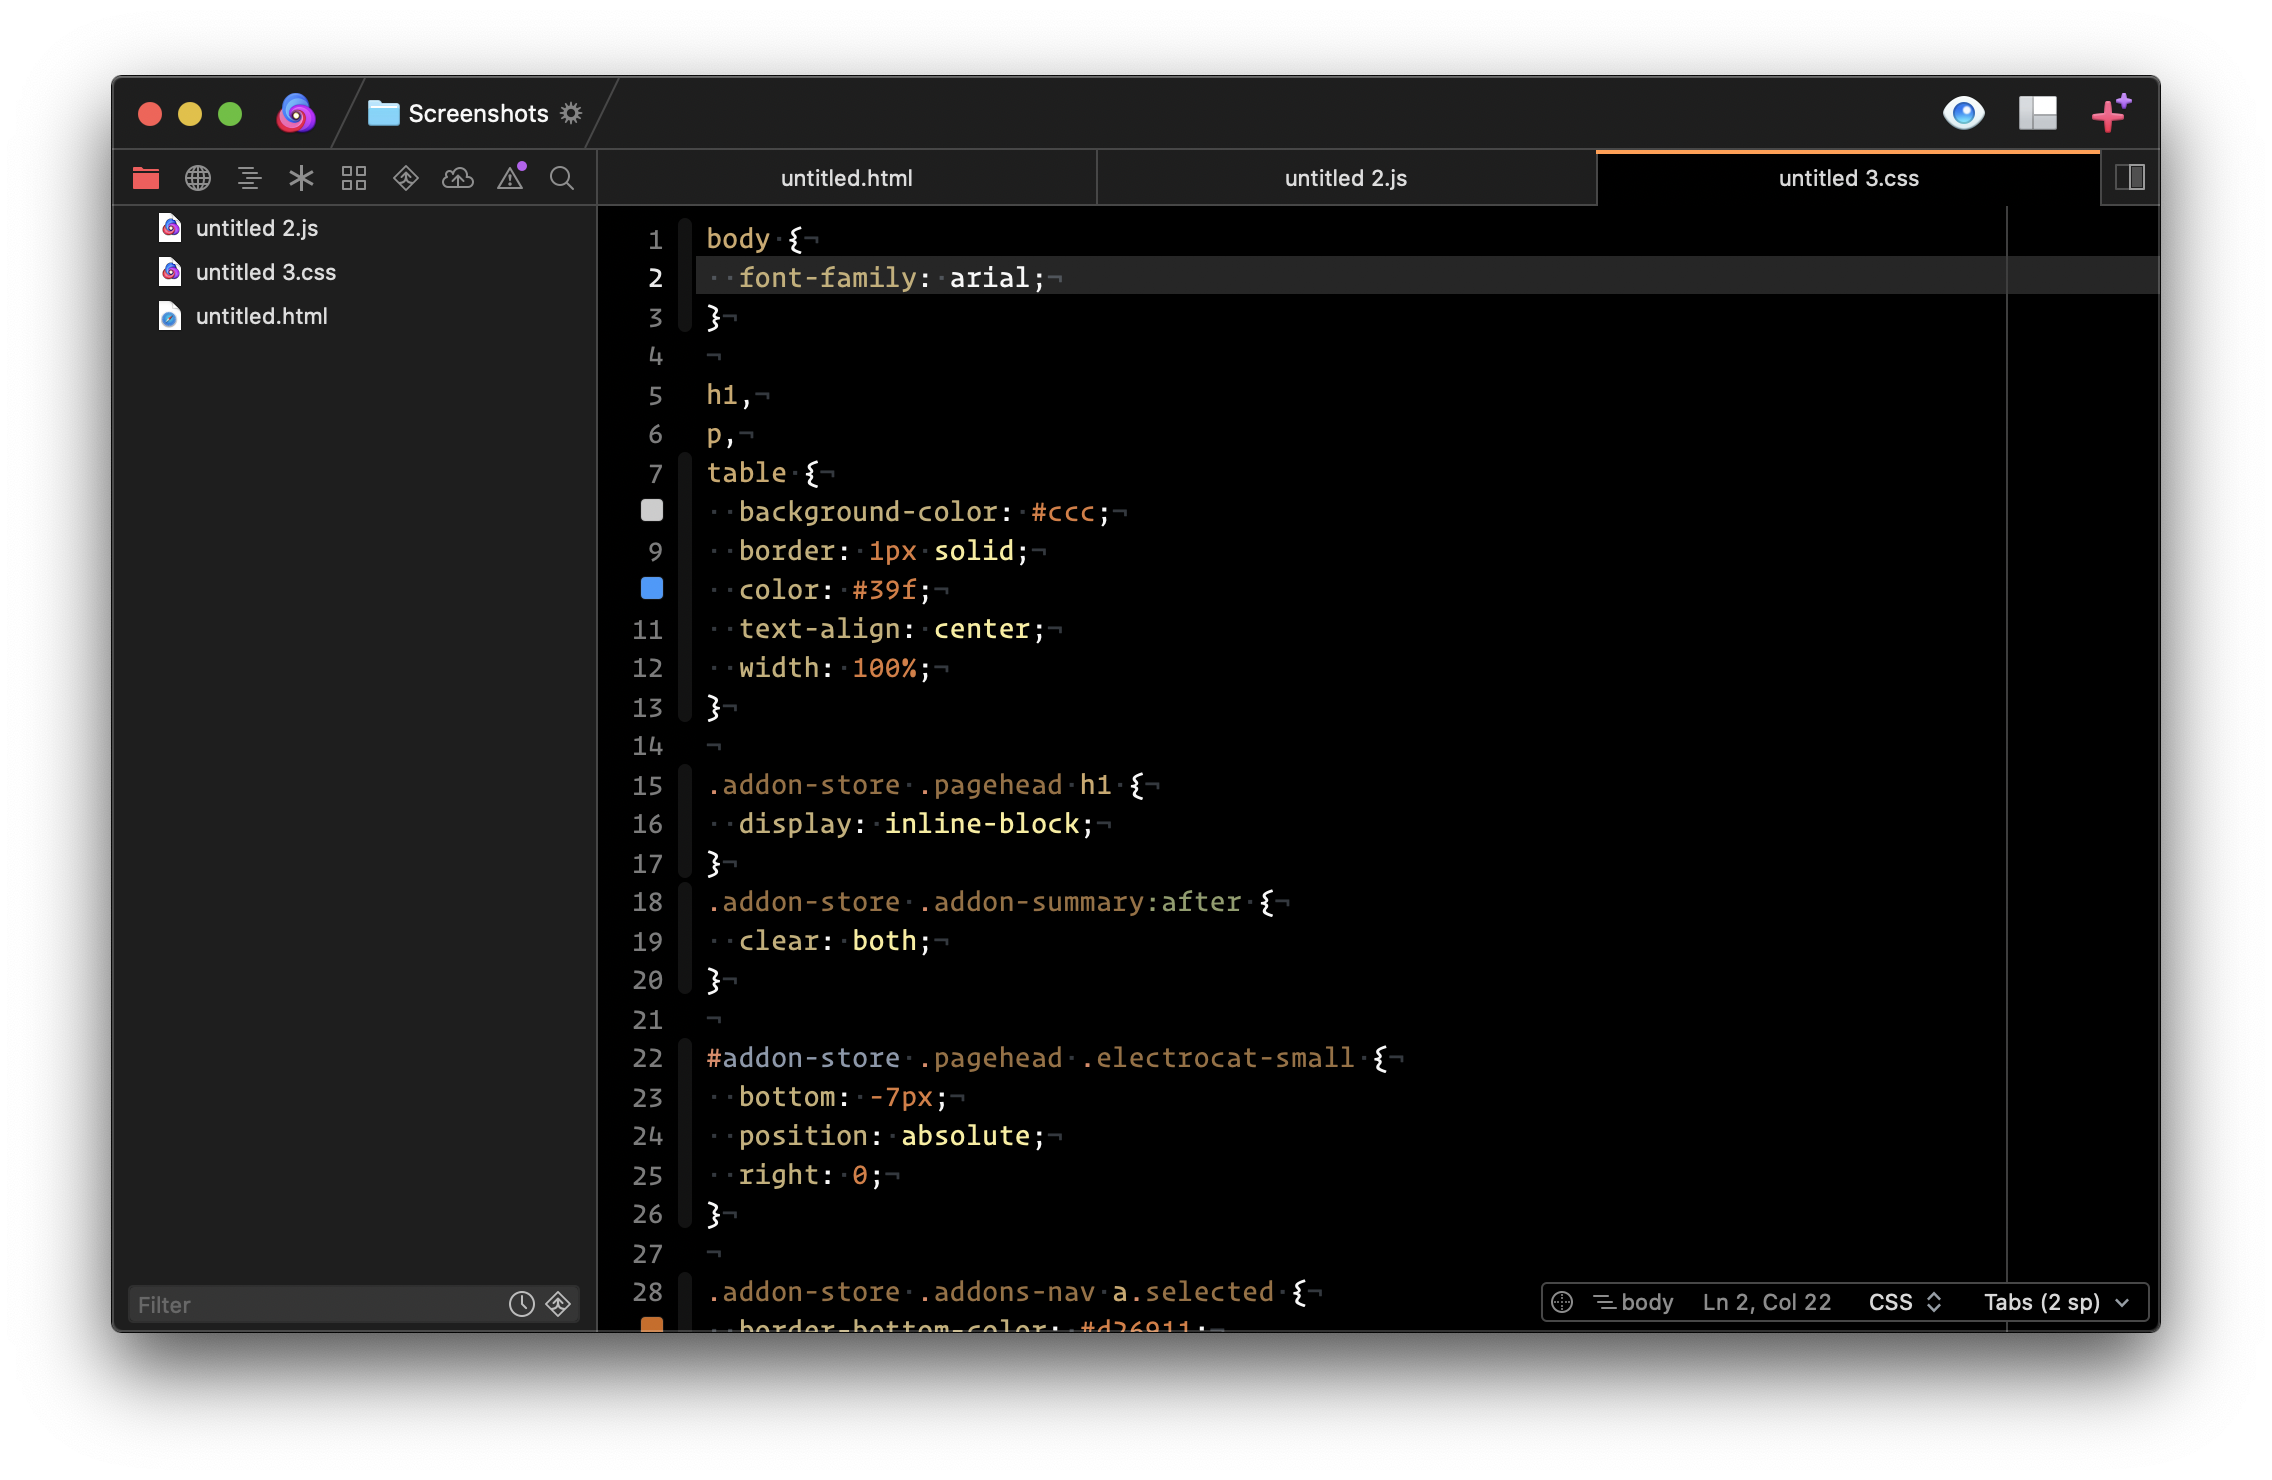 Screenshots
untitled.html
untitled 2.js
untitled 3.css
untitled 2.js
untitled 3.css
untitled.html
1 body {¬
2 ··font-family:·arial;¬
3 }¬
4 ¬
5 h1,¬
6 p,¬
7 table·{¬
··background-color:·#ccc;¬
9 ··border:·1px·solid;¬
··color:·#39f;¬
11 ··text-align:·center;¬
12 ··width:·100%;¬
13 }¬
14 ¬
15 .addon-store·.pagehead·h1·{¬
16 ··display:·inline-block;¬
17 }¬
18 .addon-store·.addon-summary:after·{¬
19 ··clear:·both;¬
20 }¬
21 ¬
22 #addon-store·.pagehead·.electrocat-small·{¬
23 ··bottom:·-7px;¬
24 ··position:·absolute;¬
25 ··right:·0;¬
26 }¬
27 ¬
28 .addon-store·.addons-nav·a.selected·{¬
··border-bottom-color:·#d26911;¬
Filter
body Ln 2, Col 22 CSS Tabs (2 sp)